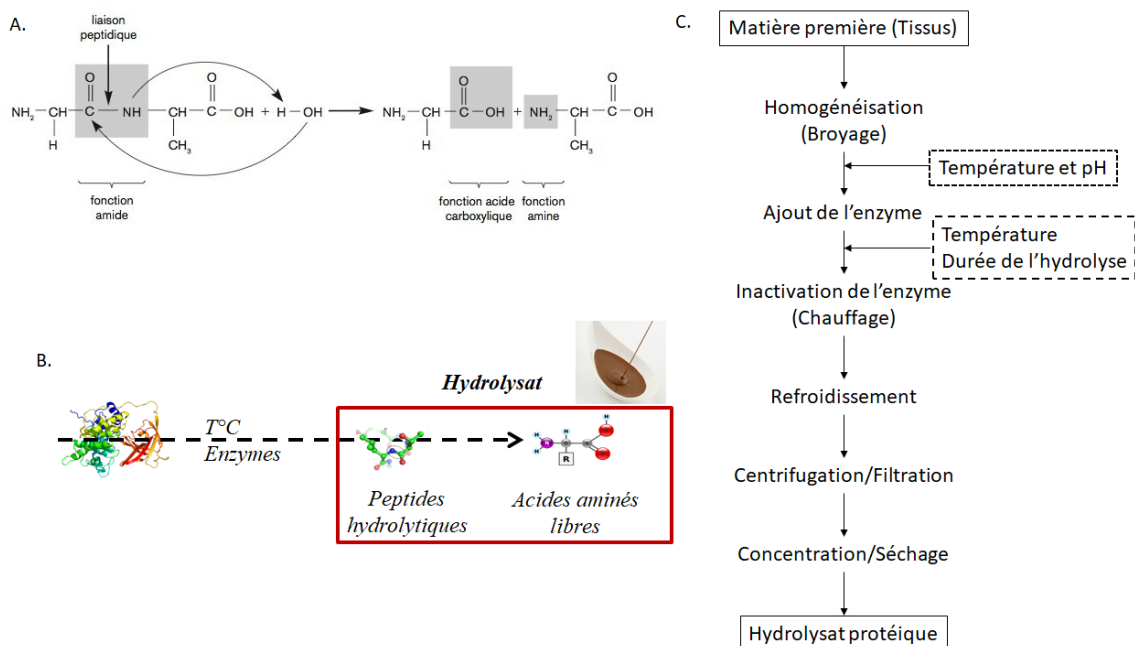 A.
liaison
peptidique
O
NH2 CH C NH CH C OH + H OH
O
H
CH3
fonction
amide
O
NH2 CH C OH + NH2 CH C OH
O
H
CH3
fonction acide
carboxylique
fonction
amine
B.
Hydrolysat
T°C
Enzymes
Peptides
hydrolytiques
H
H
N
H
H
R
Acides aminés
libres
C.
Matière première (Tissus)
Homogénéisation
(Broyage)
Température et pH
Ajout de l'enzyme
Température
Durée de l'hydrolyse
Inactivation de l'enzyme
(Chauffage)
Refroidissement
Centrifugation/Filtration
Concentration/Séchage
Hydrolysat protéique